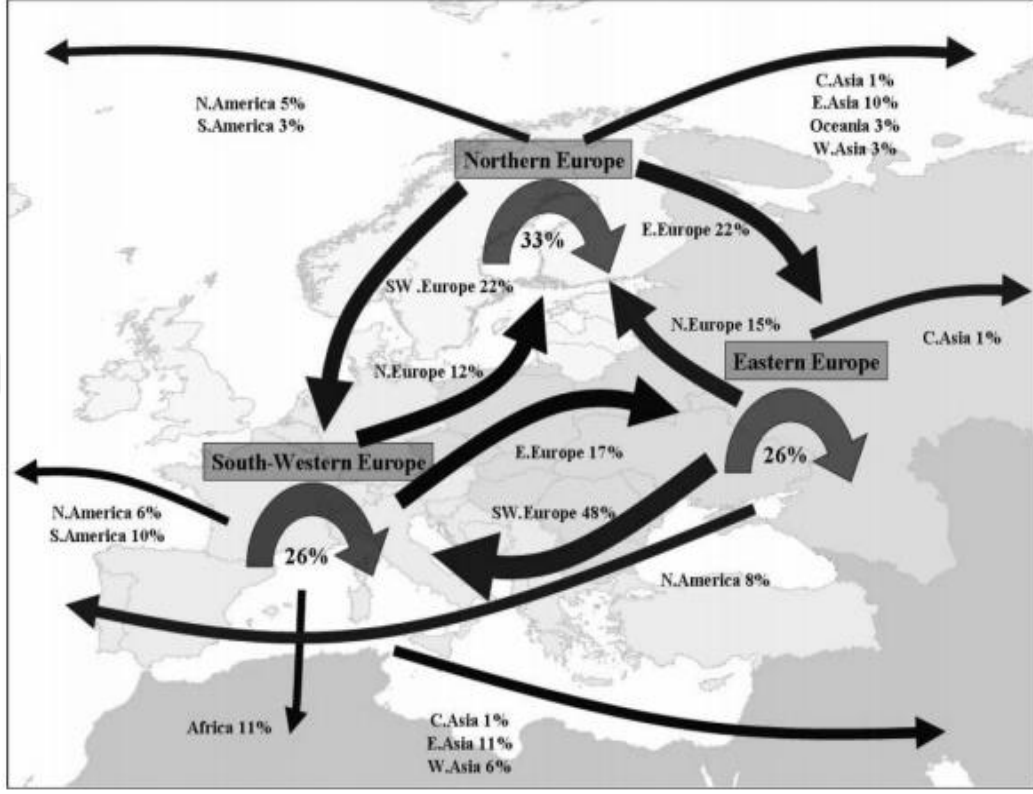 N.America 5%
S.America 3%
C.Asia 1%
E.Asia 10%
Oceania 3%
W.Asia 3%
Northern Europe
33%
E.Europe 22%
SW .Europe 22%
N.Europe 15%
C.Asia 1%
Eastern Europe
N.Europe 12%
South-Western Europe
E.Europe 17%
26%
N.America 6%
S.America 10%
SW.Europe 48%
26%
N.America 8%
Africa 11%
C.Asia 1%
E.Asia 11%
W.Asia 6%